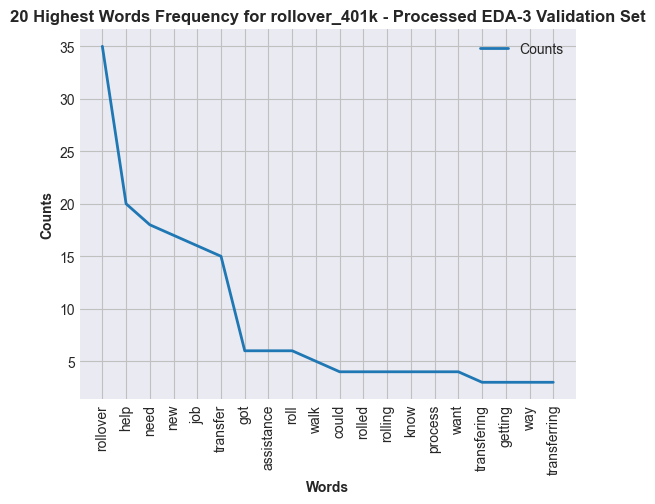 20 Highest Words Frequency for rollover_401k - Processed EDA-3 Validation Set
Counts
35
30
25
20
15
10
5
Counts
rollover
help
need
new
job
transfer
got
assistance
roll
walk
could
rolled
rolling
know
process
want
transfering
getting
way
transferring
Words